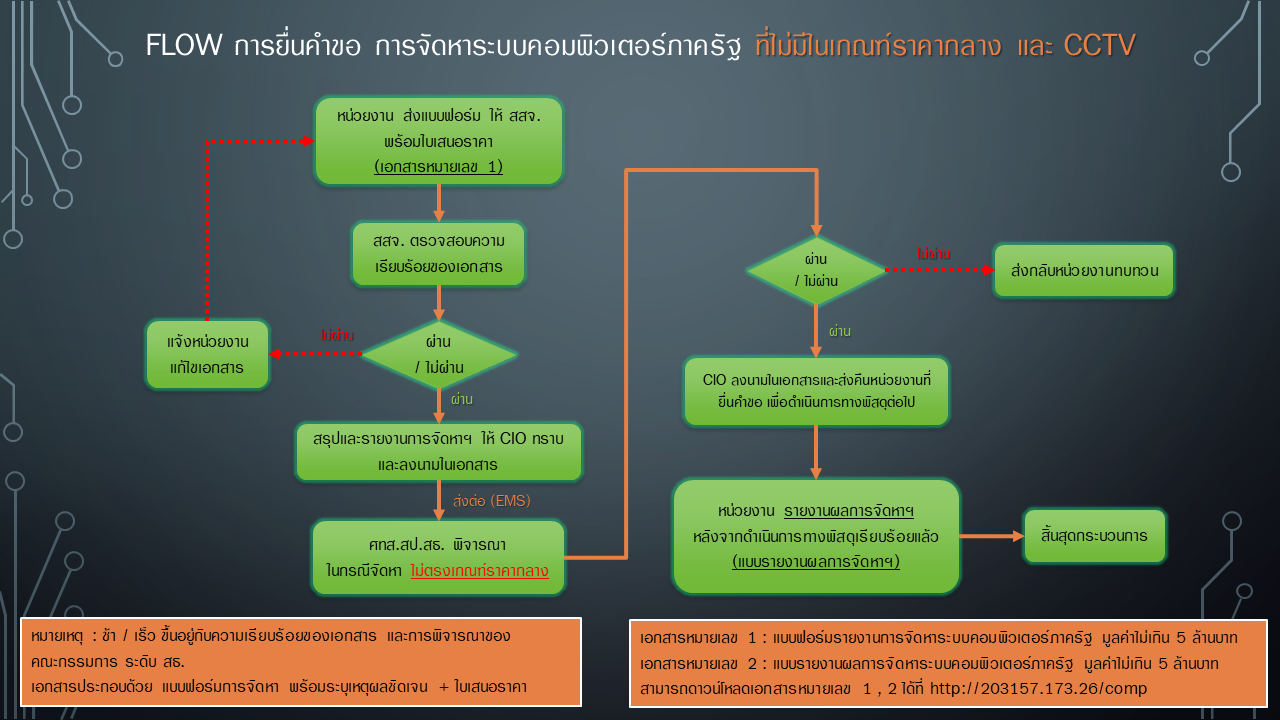 FLOW การยื่นคำขอ การจัดหาระบบคอมพิวเตอร์ภาครัฐ ที่ไม่มีในเกณฑ์ราคากลาง และ CCTV
หน่วยงาน ส่งแบบฟอร์ม ให้ สสจ.
พร้อมใบเสนอราคา
(เอกสารหมายเลข 1)
สสจ. ตรวจสอบความ
เรียบร้อยของเอกสาร
ผ่าน
/ ไม่ผ่าน
ไม่ผ่าน
แจ้งหน่วยงาน
แก้ไขเอกสาร
ผ่าน
สรุปและรายงานการจัดหาฯ ให้ CIO ทราบ
และลงนามในเอกสาร
ส่งต่อ (EMS)
ศทส.สป.สธ. พิจารณา
ในกรณีจัดหา ไม่ตรงเกณฑ์ราคากลาง
ผ่าน
/ ไม่ผ่าน
ไม่ผ่าน
ส่งกลับหน่วยงานทบทวน
ผ่าน
CIO ลงนามในเอกสารและส่งคืนหน่วยงานที่
ยื่นคำขอ เพื่อดำเนินการทางพัสดุต่อไป
หน่วยงาน รายงานผลการจัดหาฯ
หลังจากดำเนินการทางพัสดุเรียบร้อยแล้ว
(แบบรายงานผลการจัดหาฯ)
สิ้นสุดกระบวนการ
หมายเหตุ : ช้า / เร็ว ขึ้นอยู่กับความเรียบร้อยของเอกสาร และการพิจารณาของ
คณะกรรมการ ระดับ สธ.
เอกสารประกอบด้วย แบบฟอร์มการจัดหา พร้อมระบุเหตุผลชัดเจน + ใบเสนอราคา
เอกสารหมายเลข 1 : แบบฟอร์มรายงานการจัดหาระบบคอมพิวเตอร์ภาครัฐ มูลค่าไม่เกิน 5 ล้านบาท
เอกสารหมายเลข 2 : แบบรายงานผลการจัดหาระบบคอมพิวเตอร์ภาครัฐ มูลค่าไม่เกิน 5 ล้านบาท
สามารถดาวน์โหลดเอกสารหมายเลข 1 , 2 ได้ที่ http://203157.173.26/comp